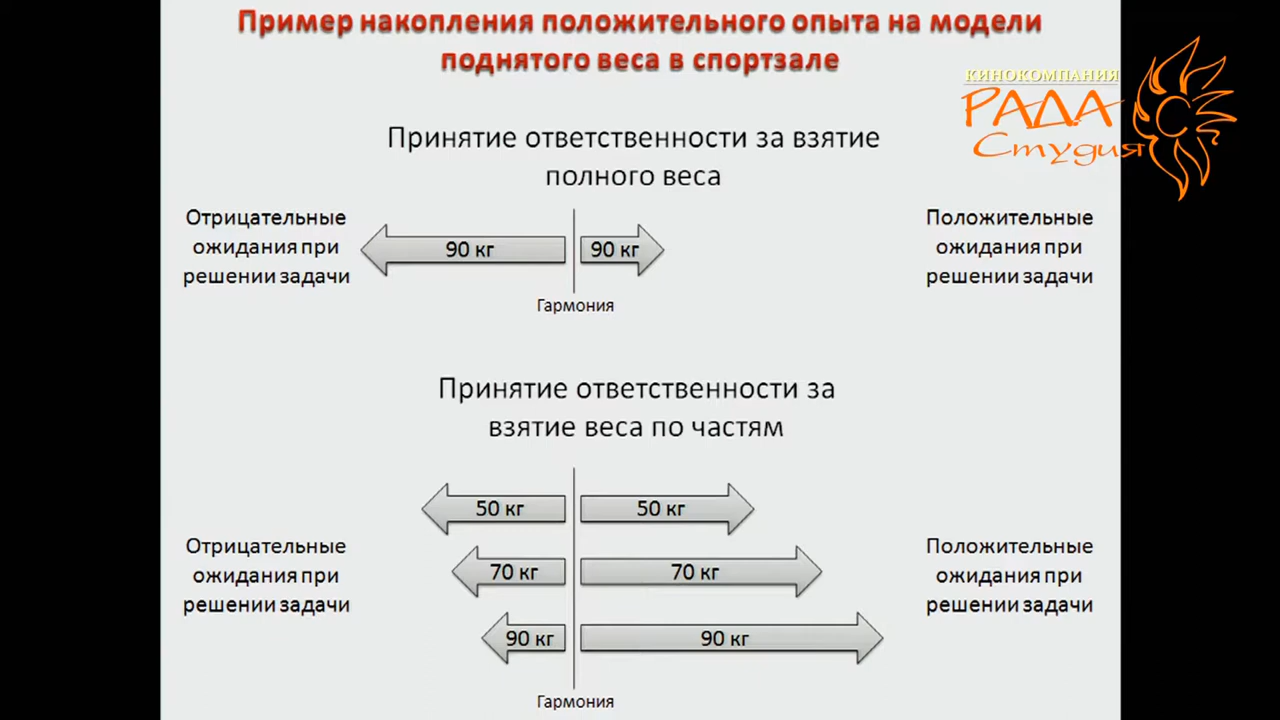 Пример накопления положительного опыта на модели
поднятого веса в спортзале
КИНОКОМПАНИЯ
РАДА
Студия
Принятие ответственности за взятие
полного веса
Отрицательные
ожидания при
решении задачи
90 кг
90 кг
Положительные
ожидания при
решении задачи
Гармония
Принятие ответственности за
взятие веса по частям
50 кг
50 кг
Отрицательные
ожидания при
решении задачи
70 кг
70 кг
Положительные
ожидания при
решении задачи
90 кг
90 кг
Гармония